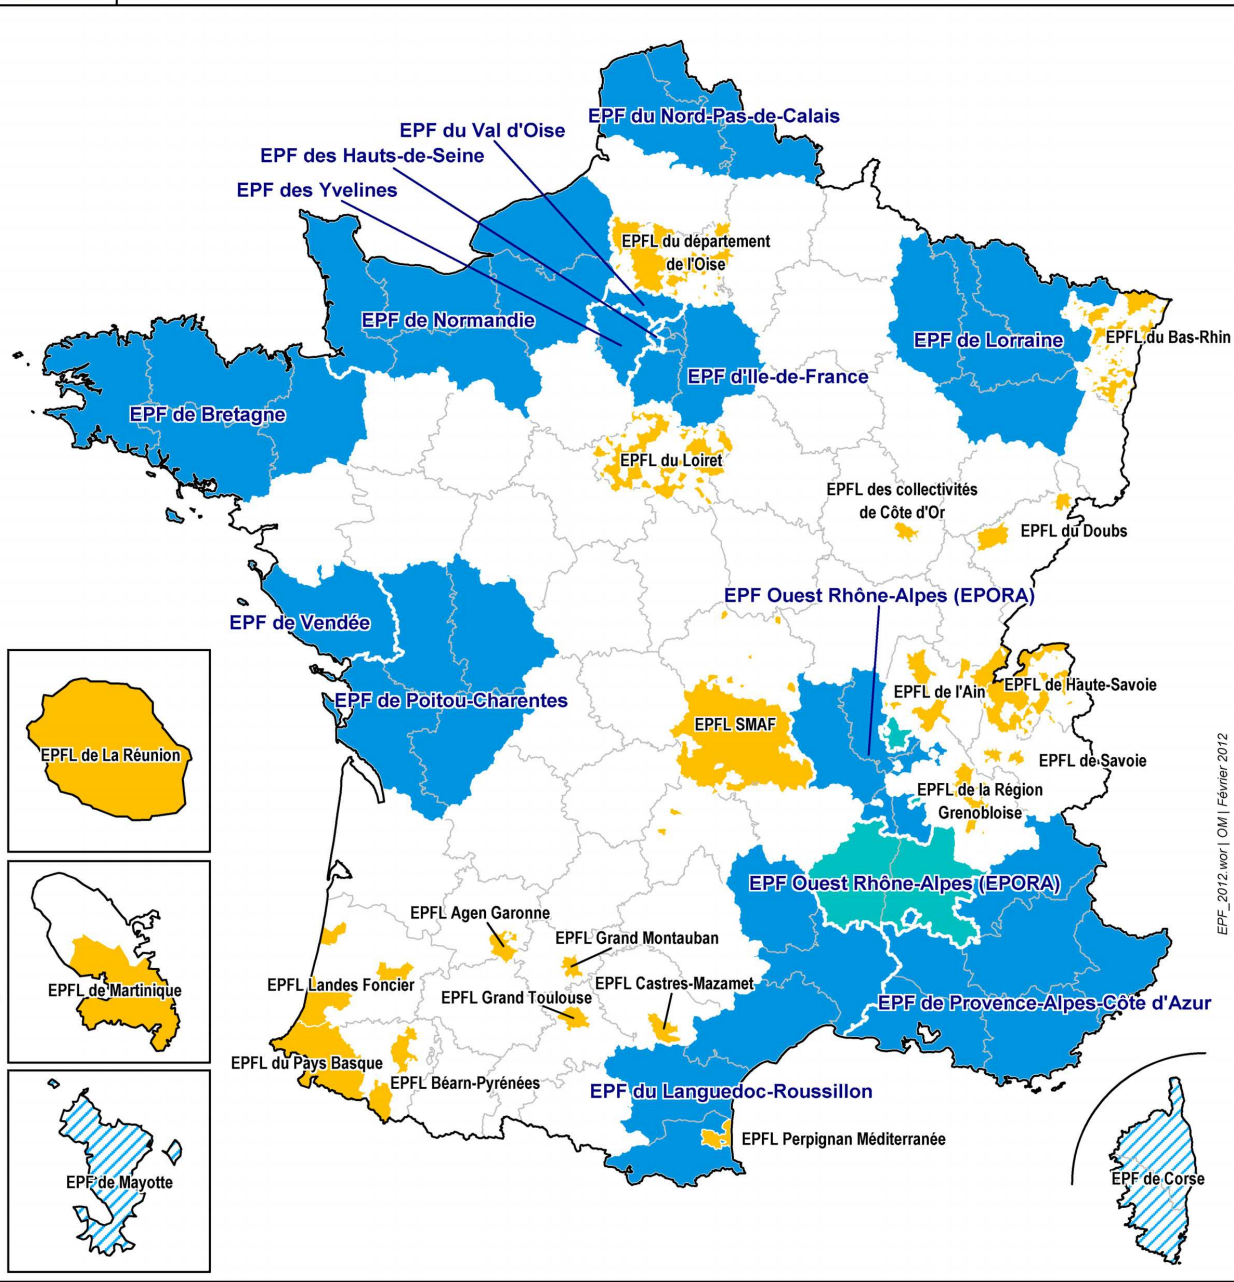 EPF du Nord-Pas-de-Calais
EPF du Val d'Oise
EPF des Hauts-de-Seine
EPF des Yvelines
EPFL du département
de l'Oise
EPF de Normandie
EPF de Lorraine
EPFL du Bas-Rhin
EPF d'Ile-de-France
EPF de Bretagne
EPFL du Loiret
EPFL des collectivités
de Côte d'Or
EPFL du Doubs
EPF Ouest Rhône-Alpes (EPORA)
EPF de Vendée
EPFL de l'Ain
EPFL de Haute-Savoie
EPF de Poitou-Charentes
EPFL SMAF
EPFL de La Réunion
EPFL de Savoie
EPFL de la Région
Grenobloise
EPF_2012.wor | OM | Février 2012
EPF Ouest Rhône-Alpes (EPORA)
EPFL Agen Garonne
EPFL Grand Montauban
EPFL Landes Foncier
EPFL Castres-Mazamet
EPFL de Martinique
EPFL Grand Toulouse
EPF de Provence-Alpes-Côte d'Azur
EPFL du Pays Basque
EPFL Béarn-Pyrénées
EPF du Languedoc-Roussillon
EPFL Perpignan Méditerranée
EPF de Mayotte
EPF de Corse